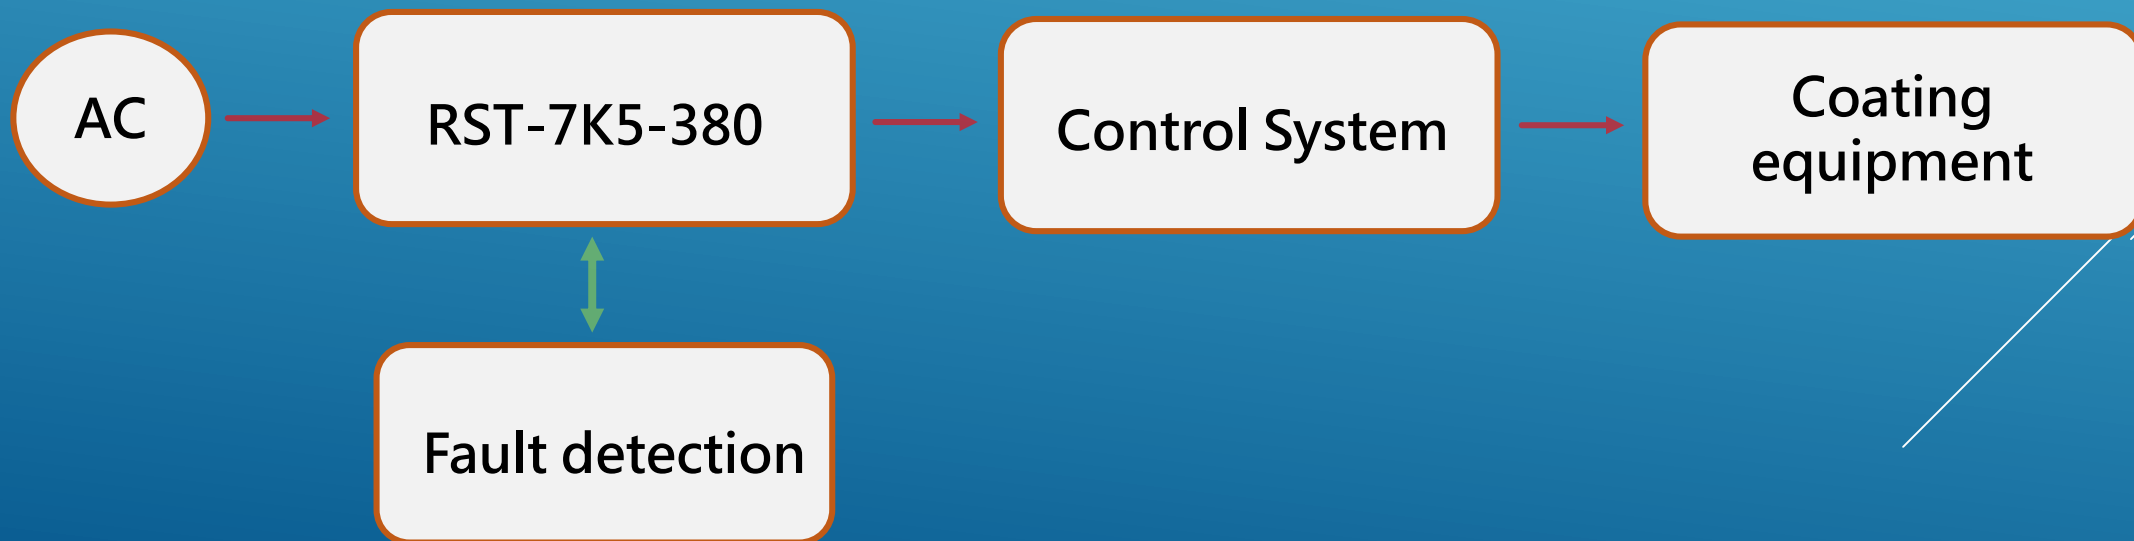 AC
RST-7K5-380
Control System
Coating
equipment
Fault detection